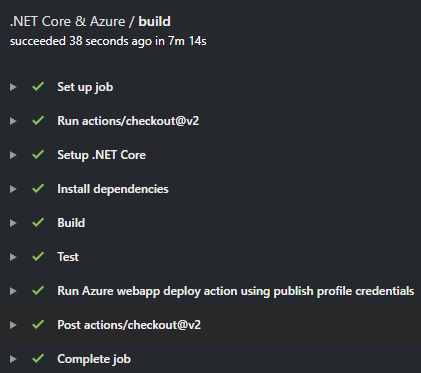 .NET Core & Azure / build
succeeded 38 seconds ago in 7m 14s
Set up job
Run actions/checkout@v2
Setup .NET Core
Install dependencies
Build
Test
Run Azure webapp deploy action using publish profile credentials
Post actions/checkout@v2
Complete job